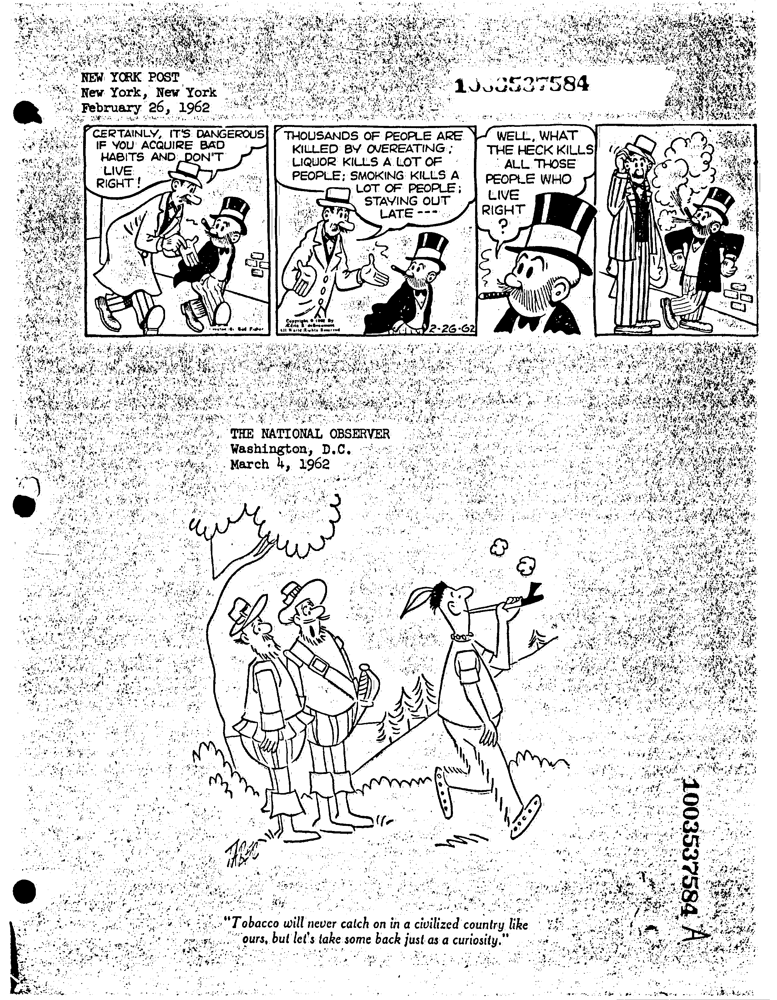 NEW YORK POST
New York, New York
February 26, 1962
CERTAINLY, IT'S DANGEROUS
IF YOU ACQUIRE BAD
HABITS AND DON'T
LIVE
RIGHT!
THOUSANDS OF PEOPLE ARE
KILLED BY OVEREATING;
LIQUOR KILLS A LOT OF
PEOPLE; SMOKING KILLS A
LOT OF PEOPLE;
STAYING OUT
LATE ---
2-26-62
WELL, WHAT
THE HECK KILLS
ALL THOSE
PEOPLE WHO
LIVE
RIGHT
?
THE NATIONAL OBSERVER
Washington, D.C.
March 4, 1962
"Tobacco will never catch on in a civilized country like
ours, but let's take some back just as a curiosity."
1003537584 A